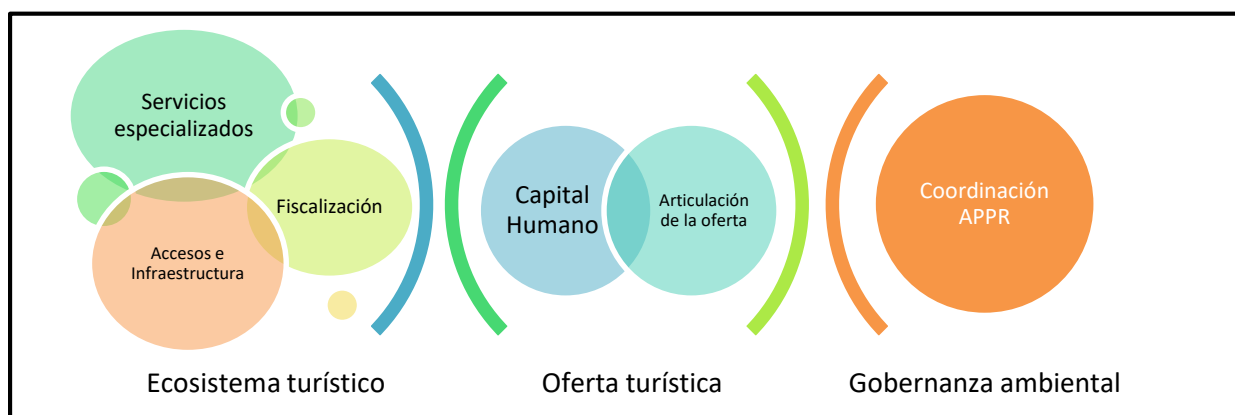 Servicios
especializados
Fiscalización
Accesos e
Infraestructura
Ecosistema turístico
Capital
Humano
Articulación
de la oferta
Oferta turística
Coordinación
APPR
Gobernanza ambiental